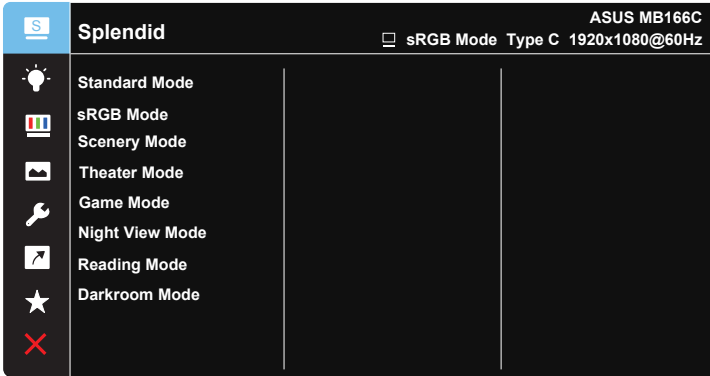 S
Splendid
ASUS MB166C
sRGB Mode Type C 1920x1080@60Hz
Standard Mode
sRGB Mode
Scenery Mode
Theater Mode
Game Mode
Night View Mode
Reading Mode
Darkroom Mode